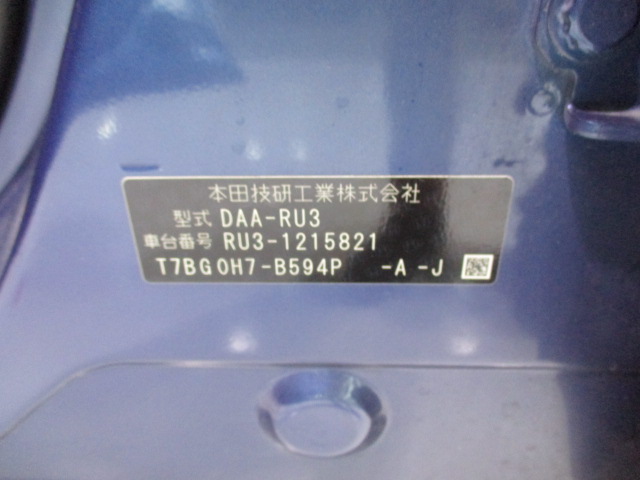 本田技研工業株式会社
型式 DAA-RU3
車台番号 RU3-1215821
T7BG0H7-B594P -A -J